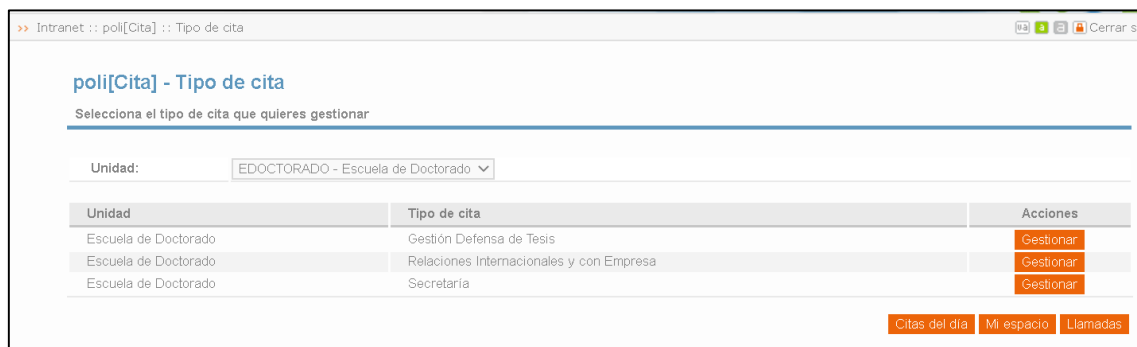 >> Intranet :: poli[Cita] :: Tipo de cita
va a a Cerrar s
poli[Cita] - Tipo de cita
Selecciona el tipo de cita que quieres gestionar
Unidad: EDOCTORADO - Escuela de Doctorado
Unidad Tipo de cita Acciones
Escuela de Doctorado Gestión Defensa de Tesis Gestionar
Escuela de Doctorado Relaciones Internacionales y con Empresa Gestionar
Escuela de Doctorado Secretaría Gestionar
Citas del día Mi espacio Llamadas